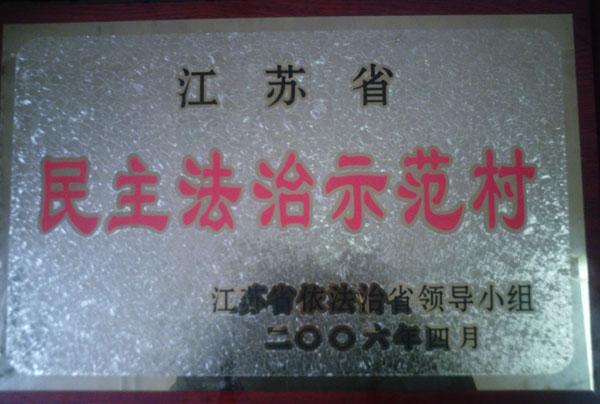 江苏省
民主法治示范村
江苏省依法治省领导小组
二〇〇六年四月